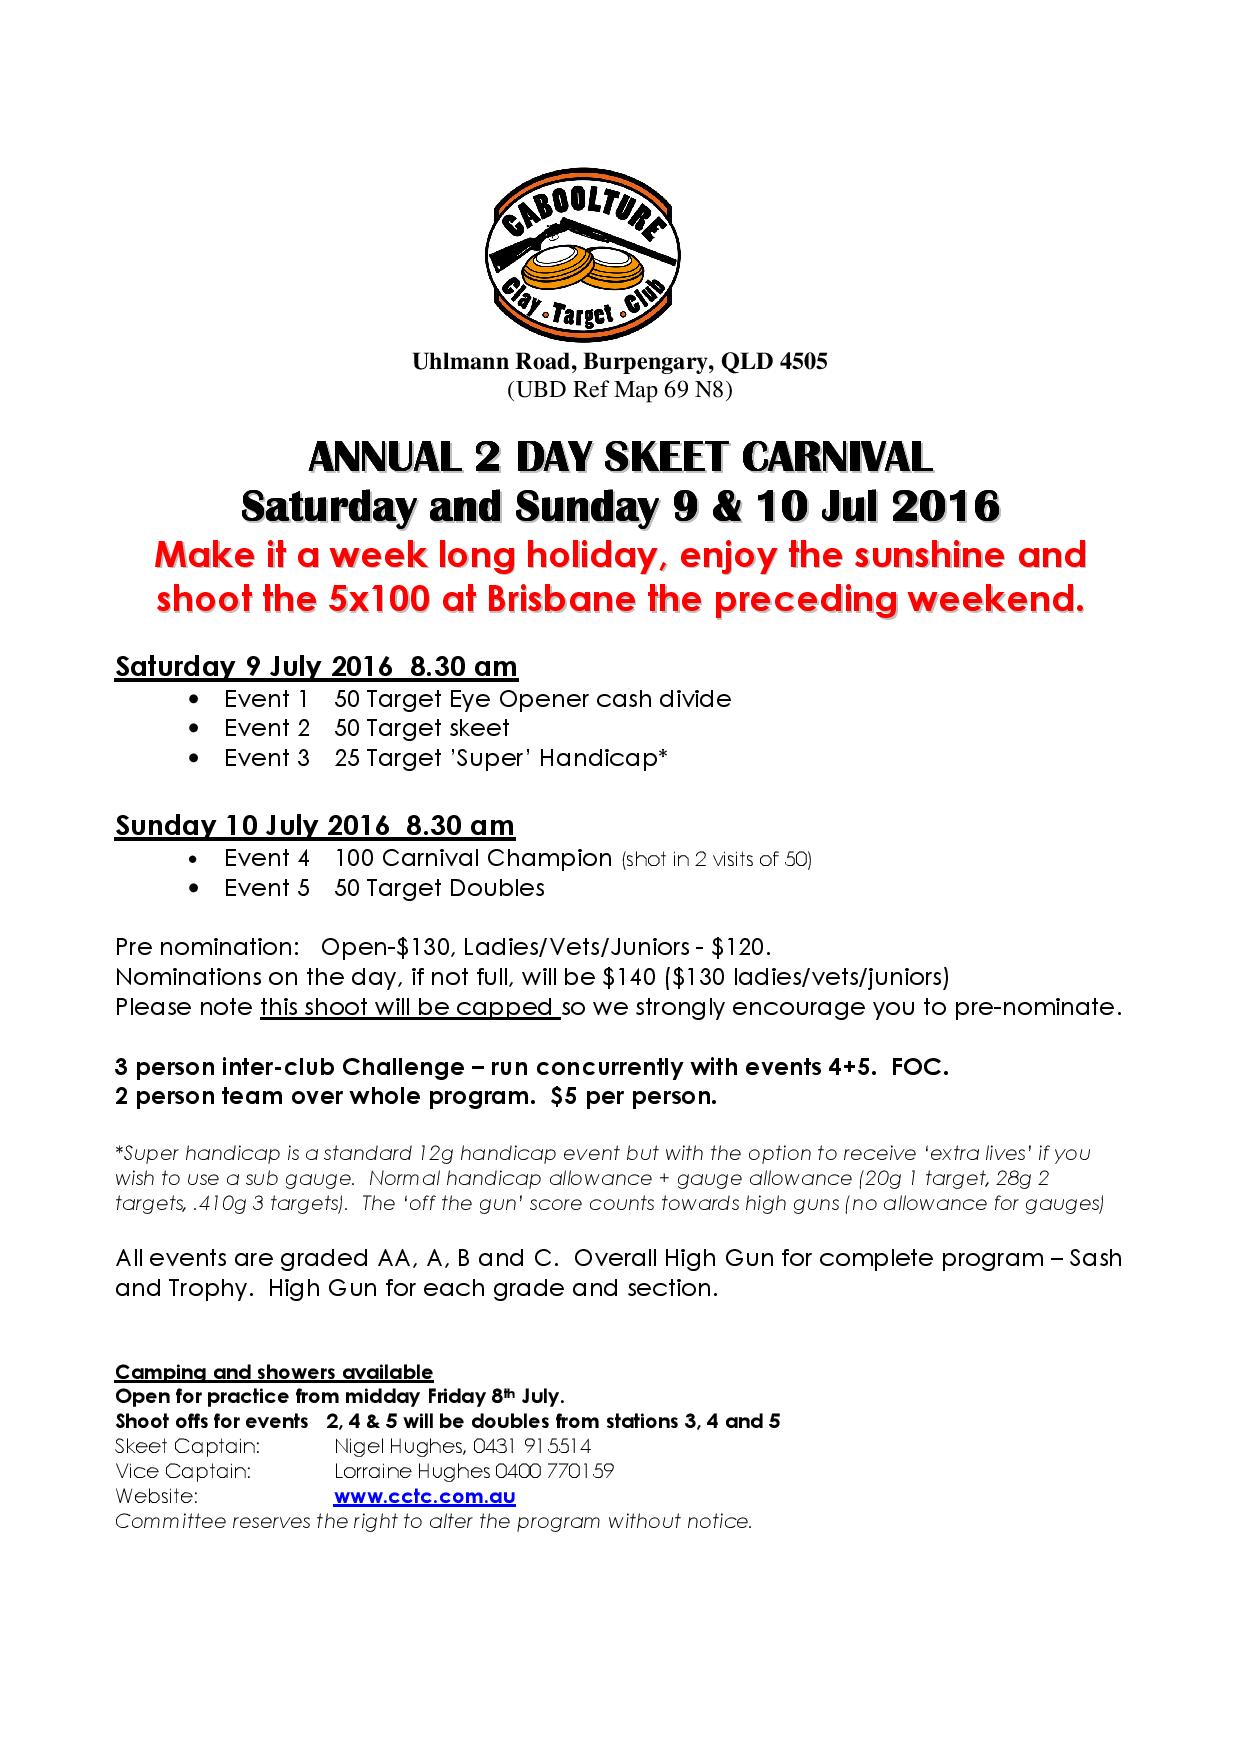 CABOOLTURE
Clay . Target . Club
Uhlmann Road, Burpengary, QLD 4505
(UBD Ref Map 69 N8)
ANNUAL 2 DAY SKEET CARNIVAL
Saturday and Sunday 9 & 10 Jul 2016
Make it a week long holiday, enjoy the sunshine and
shoot the 5x100 at Brisbane the preceding weekend.
Saturday 9 July 2016 8.30 am
• Event 1 50 Target Eye Opener cash divide
• Event 2 50 Target skeet
• Event 3 25 Target ’Super’ Handicap*
Sunday 10 July 2016 8.30 am
• Event 4 100 Carnival Champion (shot in 2 visits of 50)
• Event 5 50 Target Doubles
Pre nomination: Open-$130, Ladies/Vets/Juniors - $120.
Nominations on the day, if not full, will be $140 ($130 ladies/vets/juniors)
Please note this shoot will be capped so we strongly encourage you to pre-nominate.
3 person inter-club Challenge – run concurrently with events 4+5. FOC.
2 person team over whole program. $5 per person.
*Super handicap is a standard 12g handicap event but with the option to receive ‘extra lives’ if you
wish to use a sub gauge. Normal handicap allowance + gauge allowance (20g 1 target, 28g 2
targets, .410g 3 targets). The ‘off the gun’ score counts towards high guns (no allowance for gauges)
All events are graded AA, A, B and C. Overall High Gun for complete program – Sash
and Trophy. High Gun for each grade and section.
Camping and showers available
Open for practice from midday Friday 8th July.
Shoot offs for events 2, 4 & 5 will be doubles from stations 3, 4 and 5
Skeet Captain: Nigel Hughes, 0431 915514
Vice Captain: Lorraine Hughes 0400 770159
Website: www.cctc.com.au
Committee reserves the right to alter the program without notice.